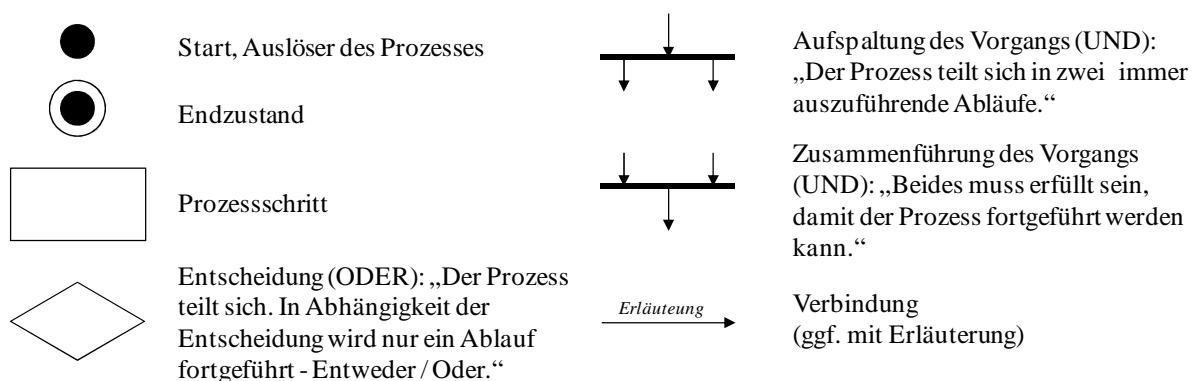 Start, Auslöser des Prozesses
Endzustand
Prozessschritt
Entscheidung (ODER): „Der Prozess
teilt sich. In Abhängigkeit der
Entscheidung wird nur ein Ablauf
fortgeführt - Entweder / Oder.“
Aufspaltung des Vorgangs (UND):
„Der Prozess teilt sich in zwei immer
auszuführende Abläufe.“
Zusammenführung des Vorgangs
(UND): „Beides muss erfüllt sein,
damit der Prozess fortgeführt werden
kann.“
Erläuteung
Verbindung
(ggf. mit Erläuterung)